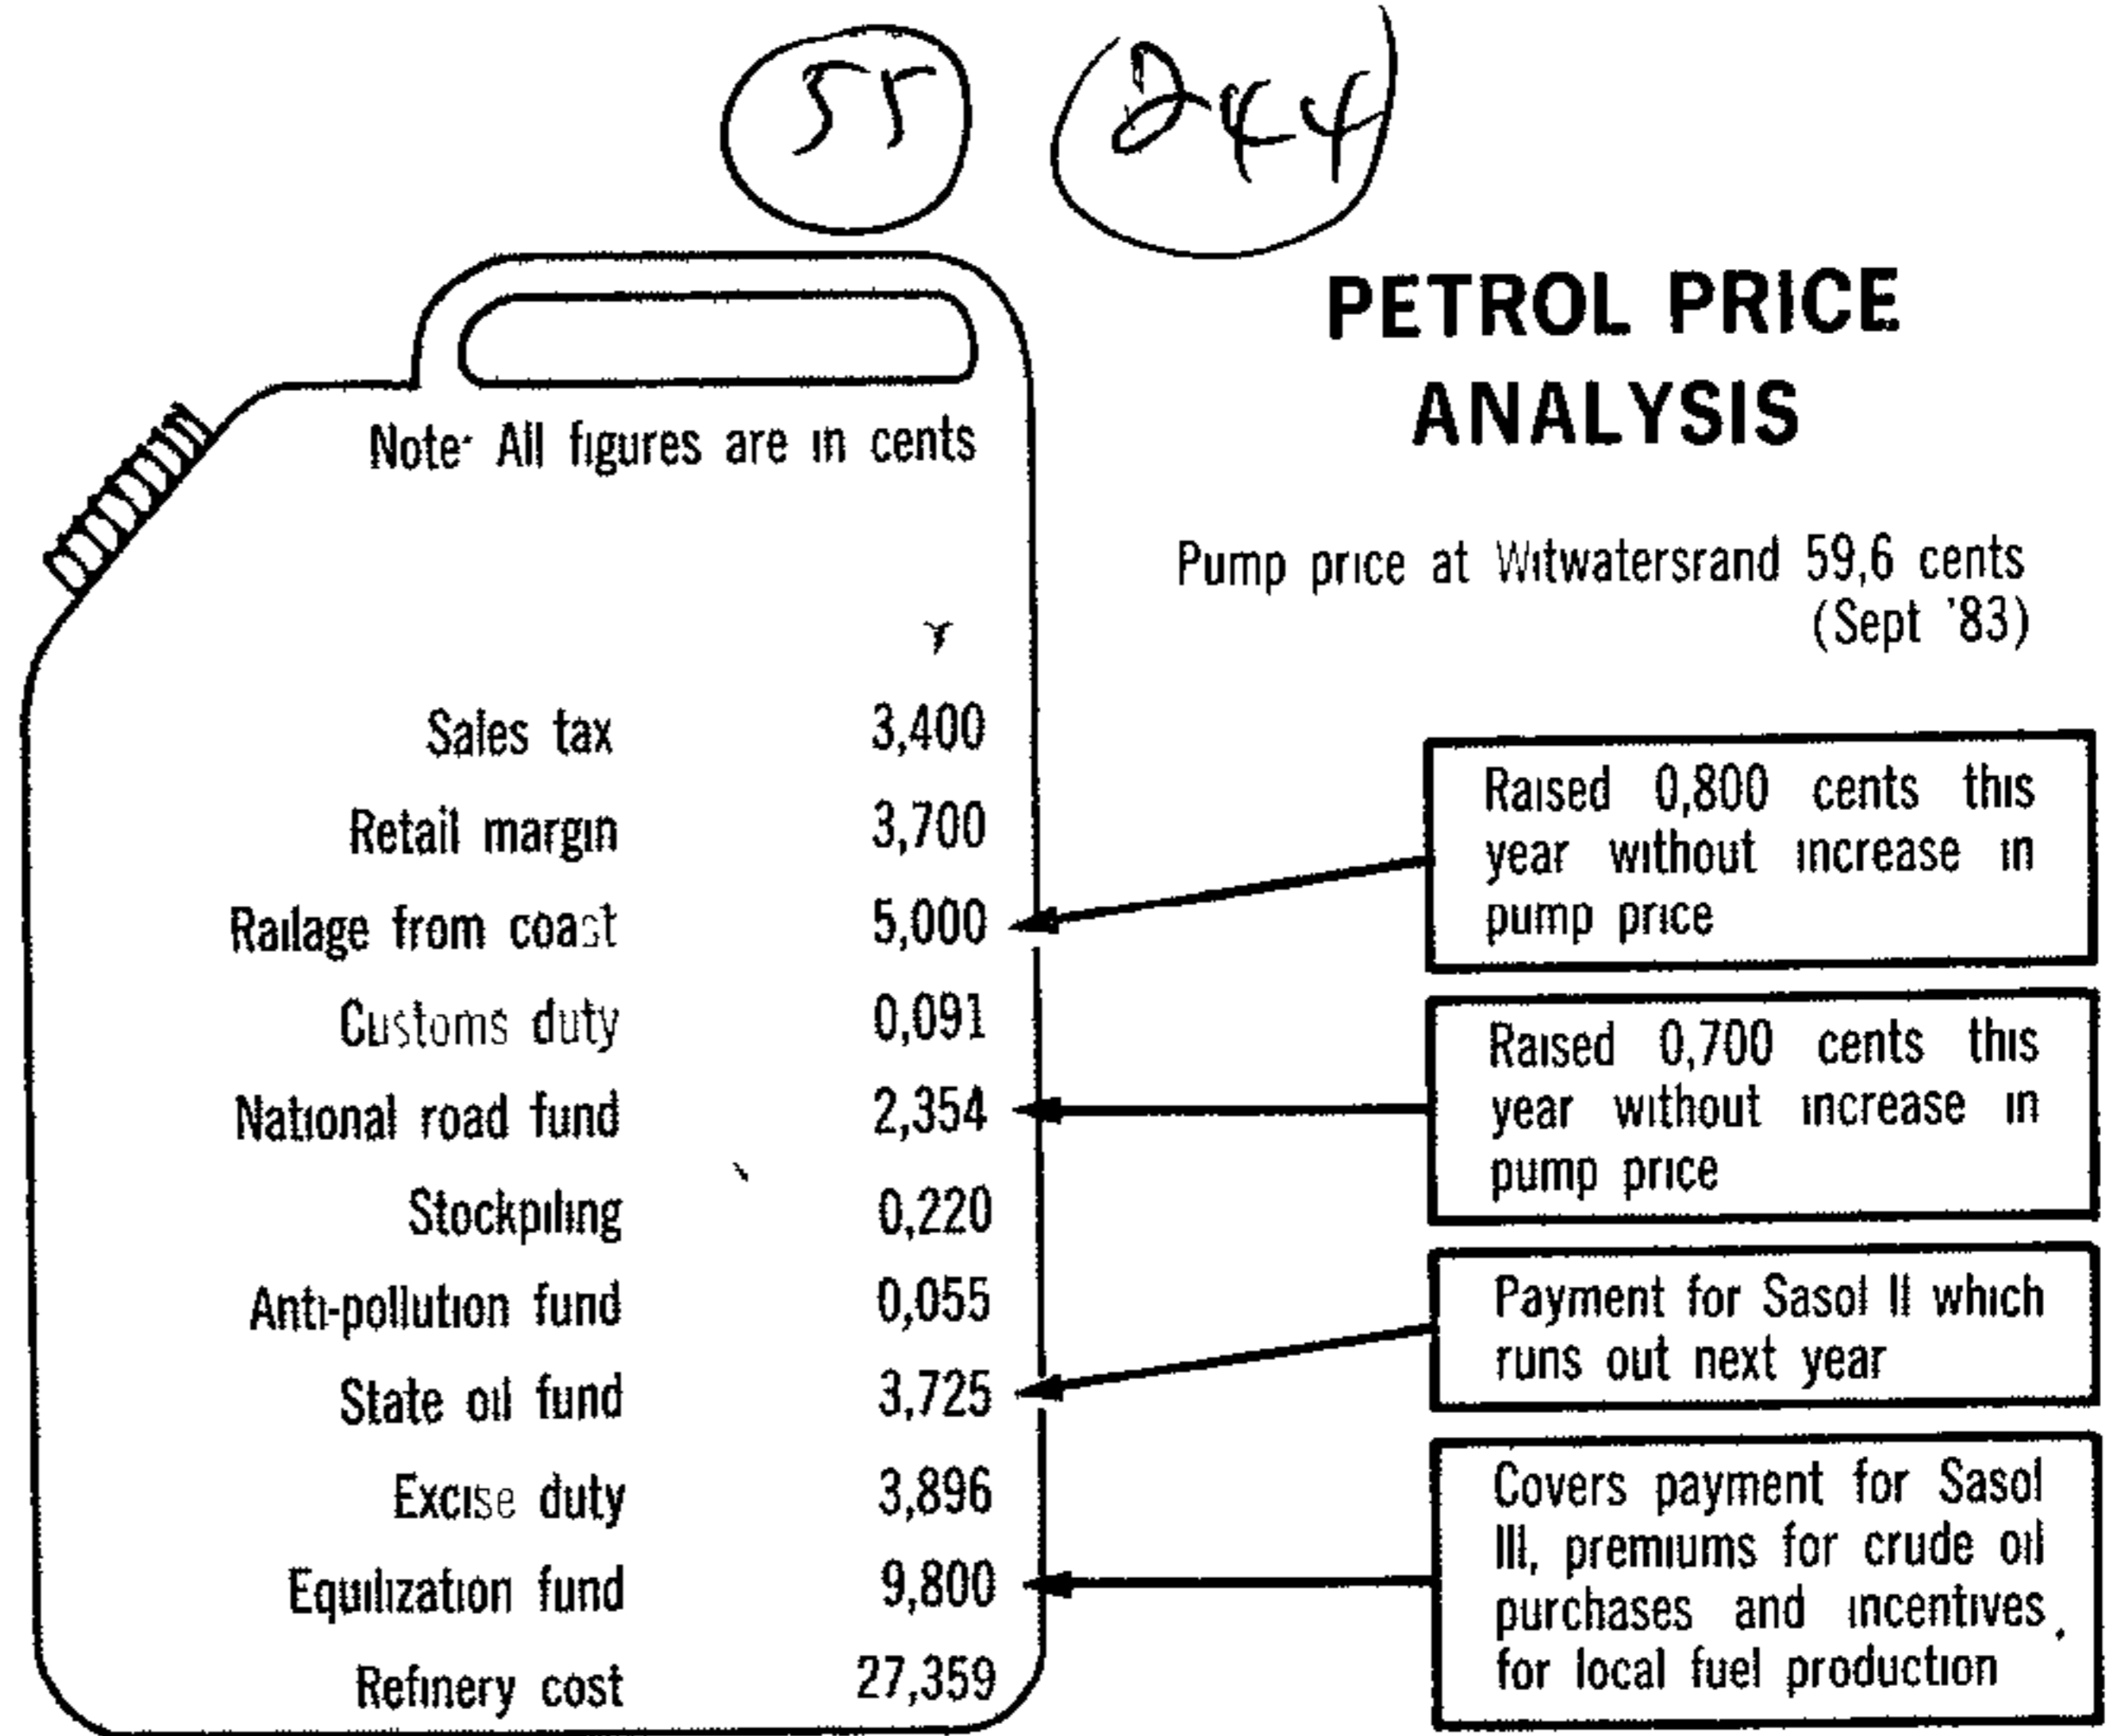 55 244
PETROL PRICE
ANALYSIS
Note: All figures are in cents
Pump price at Witwatersrand 59,6 cents
(Sept '83)
Sales tax 3,400
Retail margin 3,700
Railage from coast 5,000
Customs duty 0,091
National road fund 2,354
Stockpiling 0,220
Anti-pollution fund 0,055
State oil fund 3,725
Excise duty 3,896
Equilization fund 9,800
Refinery cost 27,359
Raised 0,800 cents this
year without increase in
pump price
Raised 0,700 cents this
year without increase in
pump price
Payment for Sasol II which
runs out next year
Covers payment for Sasol
III, premiums for crude oil
purchases and incentives
for local fuel production